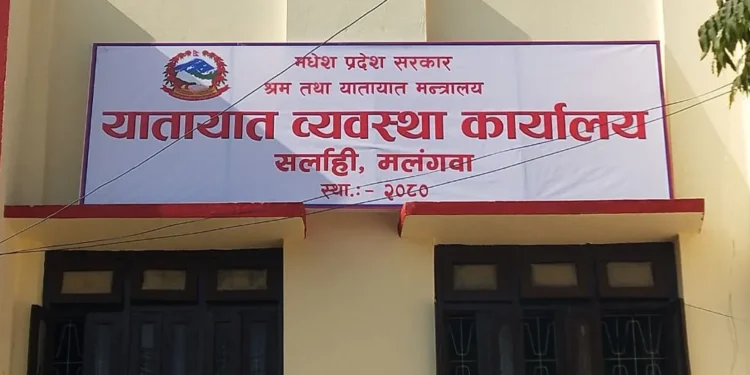 मधेश प्रदेश सरकार
श्रम तथा यातायात मन्त्रालय
यातायात व्यवस्था कार्यालय
सर्लाही, मलंगवा
स्था.:- २०८०